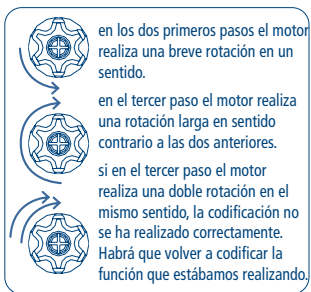 en los dos primeros pasos el motor
realiza una breve rotación en un
sentido.
en el tercer paso el motor realiza
una rotación larga en sentido
contrario a las dos anteriores.
si en el tercer paso el motor
realiza una doble rotación en el
mismo sentido, la codificación no
se ha realizado correctamente.
Habrá que volver a codificar la
función que estábamos realizando.